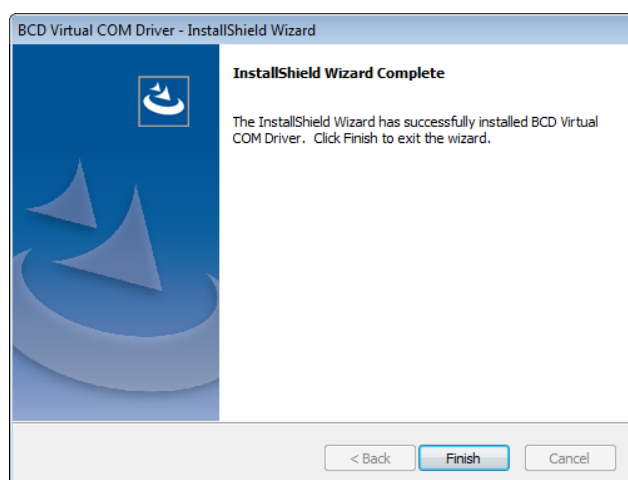 BCD Virtual COM Driver - InstallShield Wizard
InstallShield Wizard Complete
The InstallShield Wizard has successfully installed BCD Virtual
COM Driver. Click Finish to exit the wizard.
< Back
Finish
Cancel